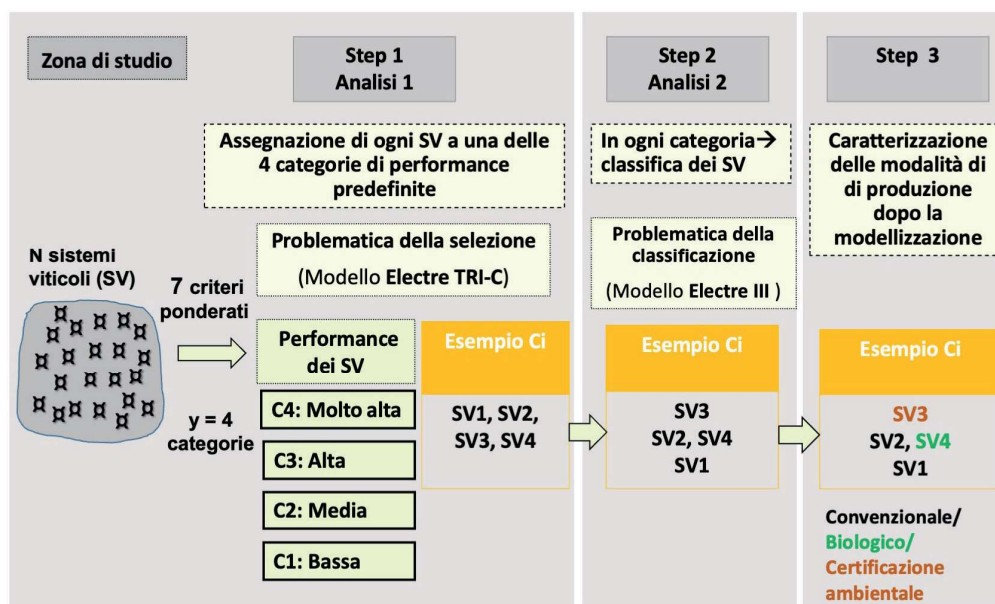 Zona di studio
Step 1
Analisi 1
Assegnazione di ogni SV a una delle
4 categorie di performance
predefinite
Problematica della selezione
(Modello Electre TRI-C)
N sistemi
viticoli (SV)
7 criteri
ponderati
y = 4
categorie
Performance
dei SV
C4: Molto alta
C3: Alta
C2: Media
C1: Bassa
Esempio Ci
SV1, SV2,
SV3, SV4
Step 2
Analisi 2
In ogni categoria→
classifica dei SV
Problematica della
classificazione
(Modello Electre III )
Esempio Ci
SV3
SV2, SV4
SV1
Step 3
Caratterizzazione
delle modalità di
di produzione
dopo la
modellizzazione
Esempio Ci
SV3
SV2, SV4
SV1
Convenzionale/
Biologico/
Certificazione
ambientale